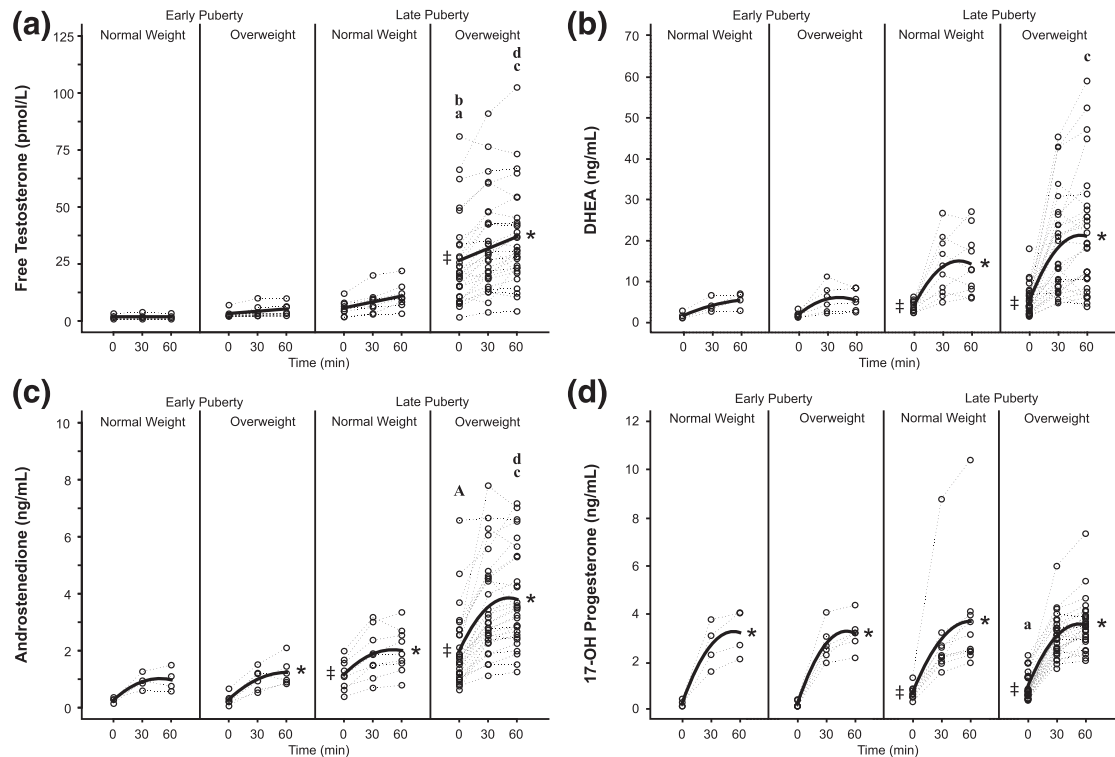 (a)
Early Puberty
Late Puberty
Normal Weight
Overweight
Normal Weight
Overweight
Free Testosterone (pmol/L)
125
100
75
50
25
0
b
a
d
c
‡
*
0 30 60 0 30 60 0 30 60 0 30 60
Time (min)
(b)
Early Puberty
Late Puberty
Normal Weight
Overweight
Normal Weight
Overweight
DHEA (ng/mL)
70
60
50
40
30
20
10
0
c
‡
*
‡
*
0 30 60 0 30 60 0 30 60 0 30 60
Time (min)
(c)
Early Puberty
Late Puberty
Normal Weight
Overweight
Normal Weight
Overweight
Androstenedione (ng/mL)
10
8
6
4
2
0
*
‡
*
A
d
c
‡
*
0 30 60 0 30 60 0 30 60 0 30 60
Time (min)
(d)
Early Puberty
Late Puberty
Normal Weight
Overweight
Normal Weight
Overweight
17-OH Progesterone (ng/mL)
12
10
8
6
4
2
0
*
*
‡
*
a
‡
*
0 30 60 0 30 60 0 30 60 0 30 60
Time (min)